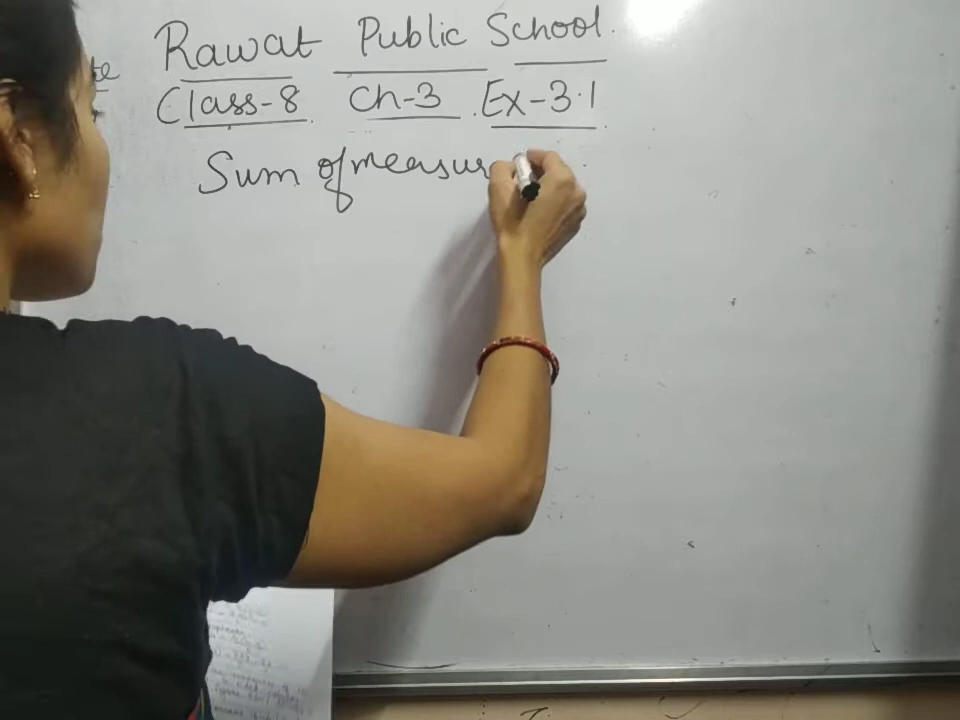 Rawat Public School.
Class-8. Ch-3. Ex-3.1.
Sum of measur